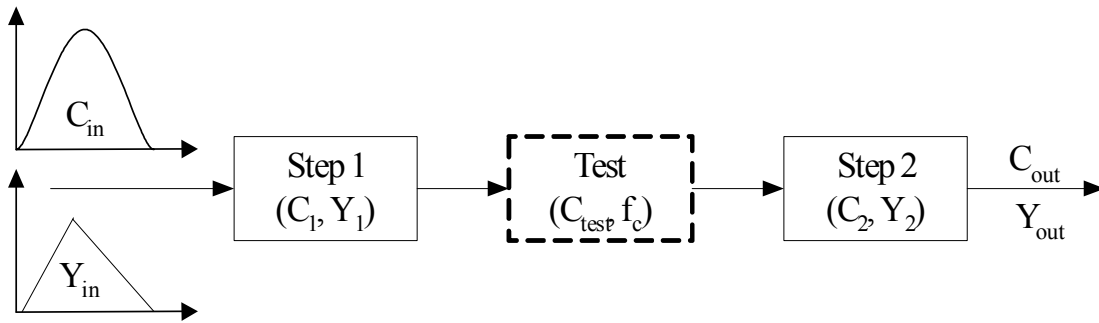 C_in
Y_in
Step 1
(C_1, Y_1)
Test
(C_test, f_c)
Step 2
(C_2, Y_2)
C_out
Y_out